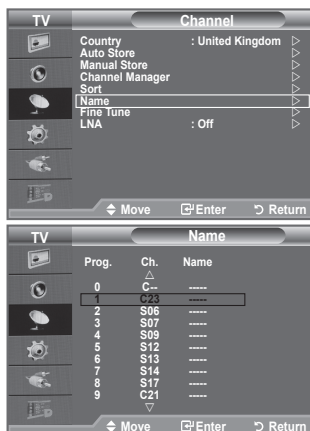 TV Channel
Country : United Kingdom ▷
Auto Store ▷
Manual Store ▷
Channel Manager ▷
Sort ▷
Name ▷
Fine Tune ▷
LNA : Off ▷
Move Enter Return
TV Name
Prog. Ch. Name
△
0 C-- -----
1 C23 -----
2 S06 -----
3 S07 -----
4 S09 -----
5 S12 -----
6 S13 -----
7 S14 -----
8 S17 -----
9 C21 -----
▽
Move Enter Return